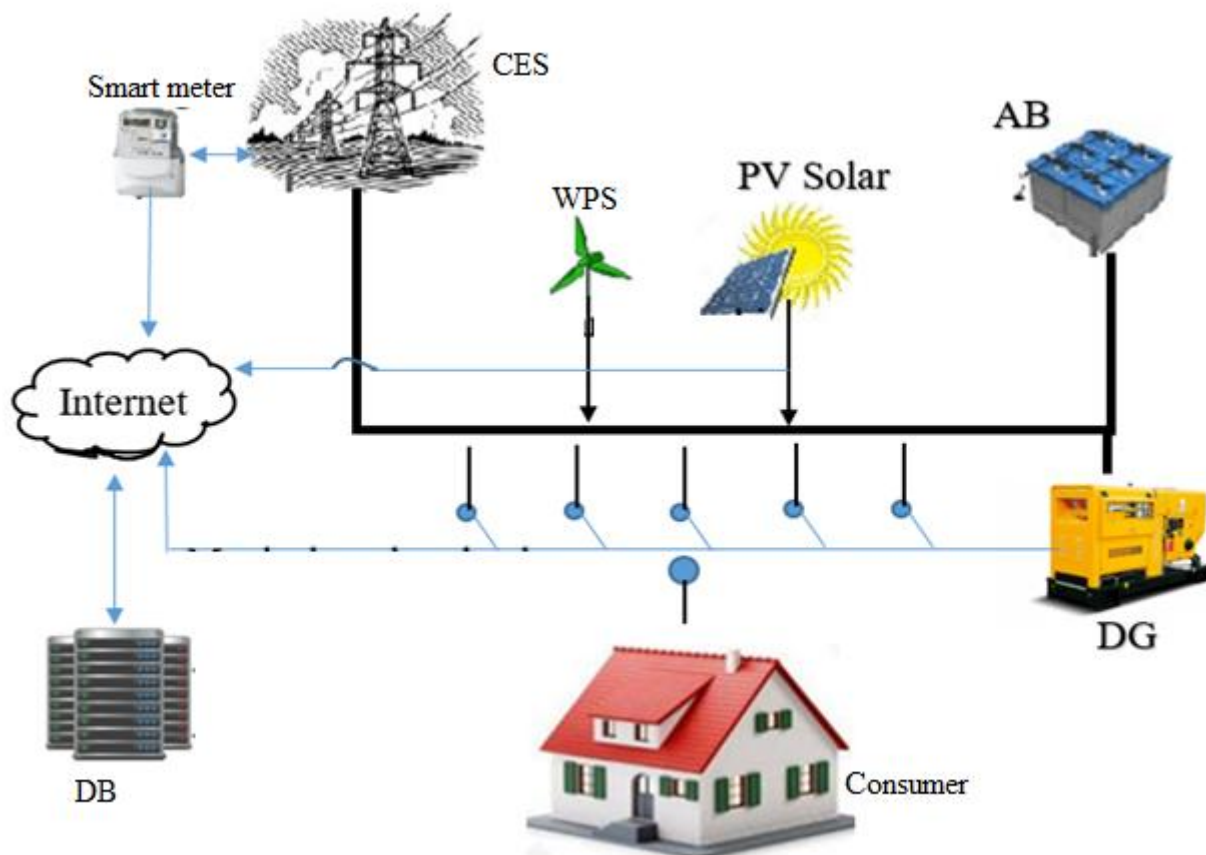 CES
Smart meter
AB
PV Solar
WPS
Internet
DG
DB
Consumer